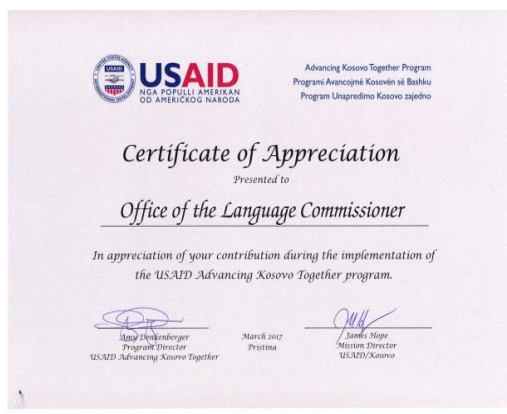 USAID
USAID
NGA POPULLI AMERIKAN
OD AMERIČKOG NARODA
Advancing Kosovo Together Program
Programi Avancojmë Kosovën së Bashku
Program Unapredimo Kosovo zajedno
Certificate of Appreciation
Presented to
Office of the Language Commissioner
In appreciation of your contribution during the implementation of
the USAID Advancing Kosovo Together program.
Amy Denkenberger
Program Director
USAID Advancing Kosovo Together
March 2017
Pristina
James Hope
Mission Director
USAID/Kosovo